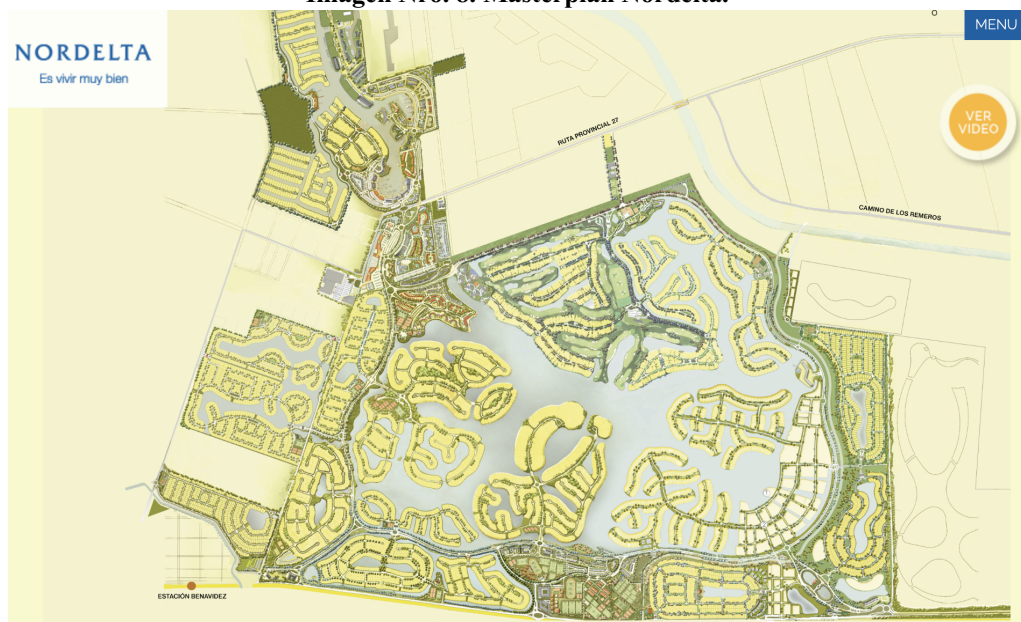 Imagen Nro. 8. Masterplan Nordelta.
NORDELTA
Es vivir muy bien
MENU
VER
VIDEO
RUTA PROVINCIAL 27
CAMINO DE LOS REMEROS
ESTACIÓN BENAVIDEZ